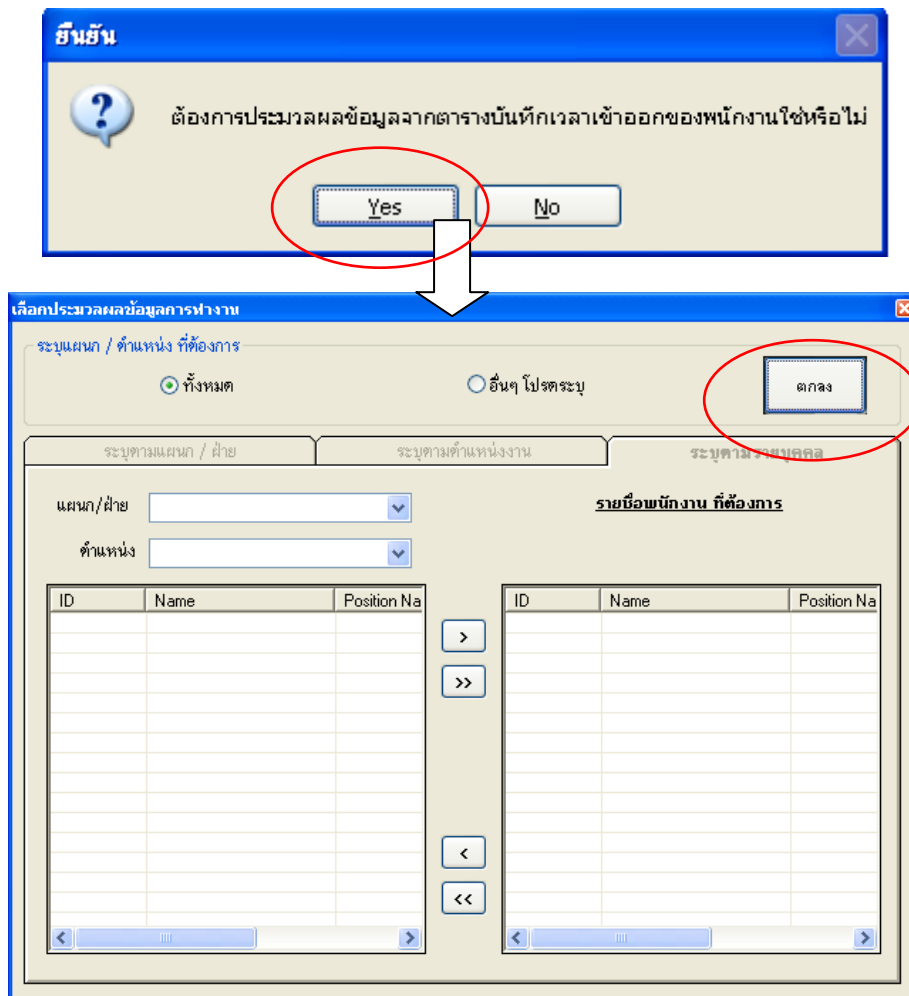 ยืนยัน
ต้องการประมวลผลข้อมูลจากตารางบันทึกเวลาเข้าออกของพนักงานใช่หรือไม่
Yes No
เลือกประมวลผลข้อมูลการทำงาน
ระบุแผนก / ตำแหน่ง ที่ต้องการ
ทั้งหมด อื่นๆ โปรดระบุ ตกลง
ระบุตามแผนก / ฝ่าย ระบุตามตำแหน่งงาน ระบุตามรายบุคคล
แผนก/ฝ่าย รายชื่อพนักงาน ที่ต้องการ
ตำแหน่ง
ID Name Position Na ID Name Position Na
>
>>
<
<<